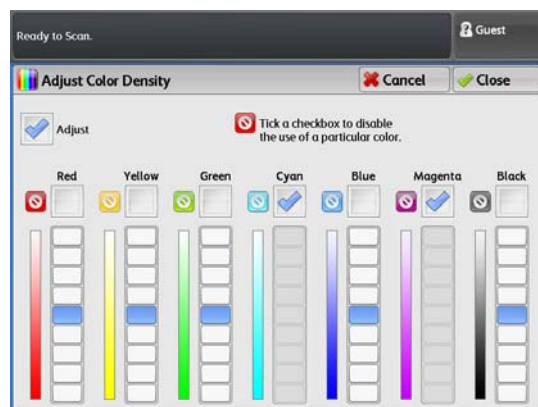 Ready to Scan.
Guest
Adjust Color Density
Cancel
Close
Adjust
Tick a checkbox to disable
the use of a particular color.
Red Yellow Green Cyan Blue Magenta Black